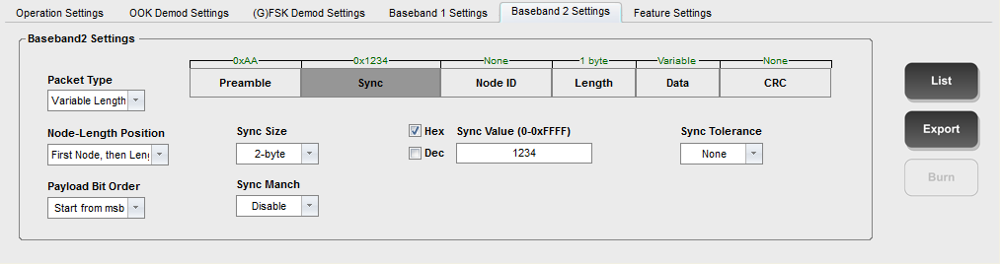 Operation Settings OOK Demod Settings (G)FSK Demod Settings Baseband 1 Settings Baseband 2 Settings Feature Settings
Baseband2 Settings
0xAA 0x1234 None 1 byte Variable None
Preamble Sync Node ID Length Data CRC
Packet Type
Variable Length
Node-Length Position
First Node, then Len
Payload Bit Order
Start from msb
Sync Size
2-byte
Sync Manch
Disable
Hex
Dec
Sync Value (0-0xFFFF)
1234
Sync Tolerance
None
List
Export
Burn